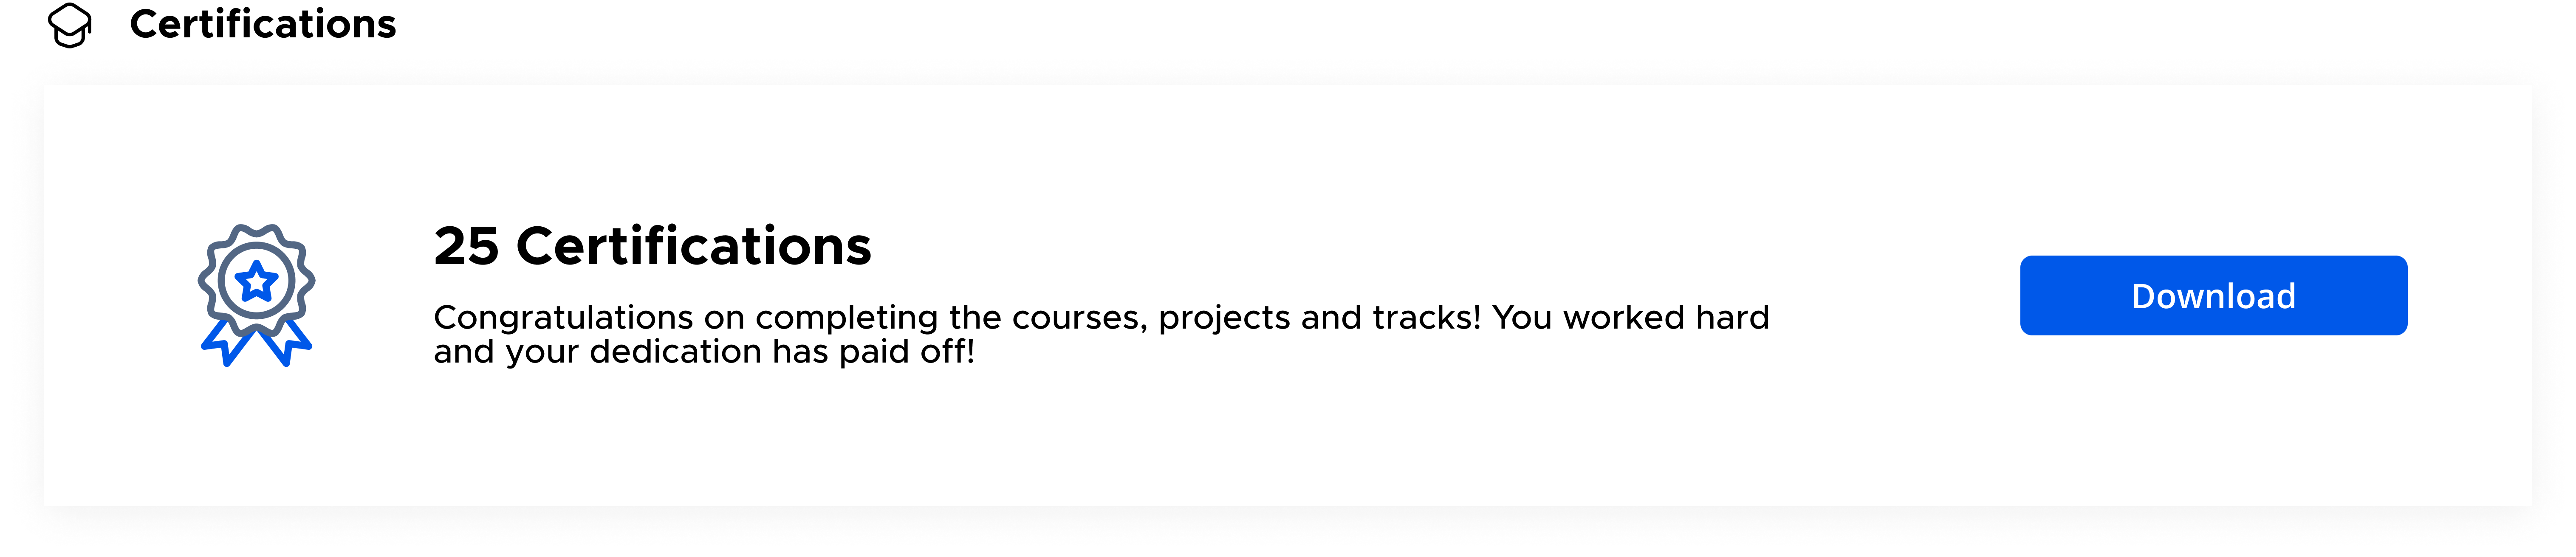 Certifications
25 Certifications
Congratulations on completing the courses, projects and tracks! You worked hard
and your dedication has paid off!
Download